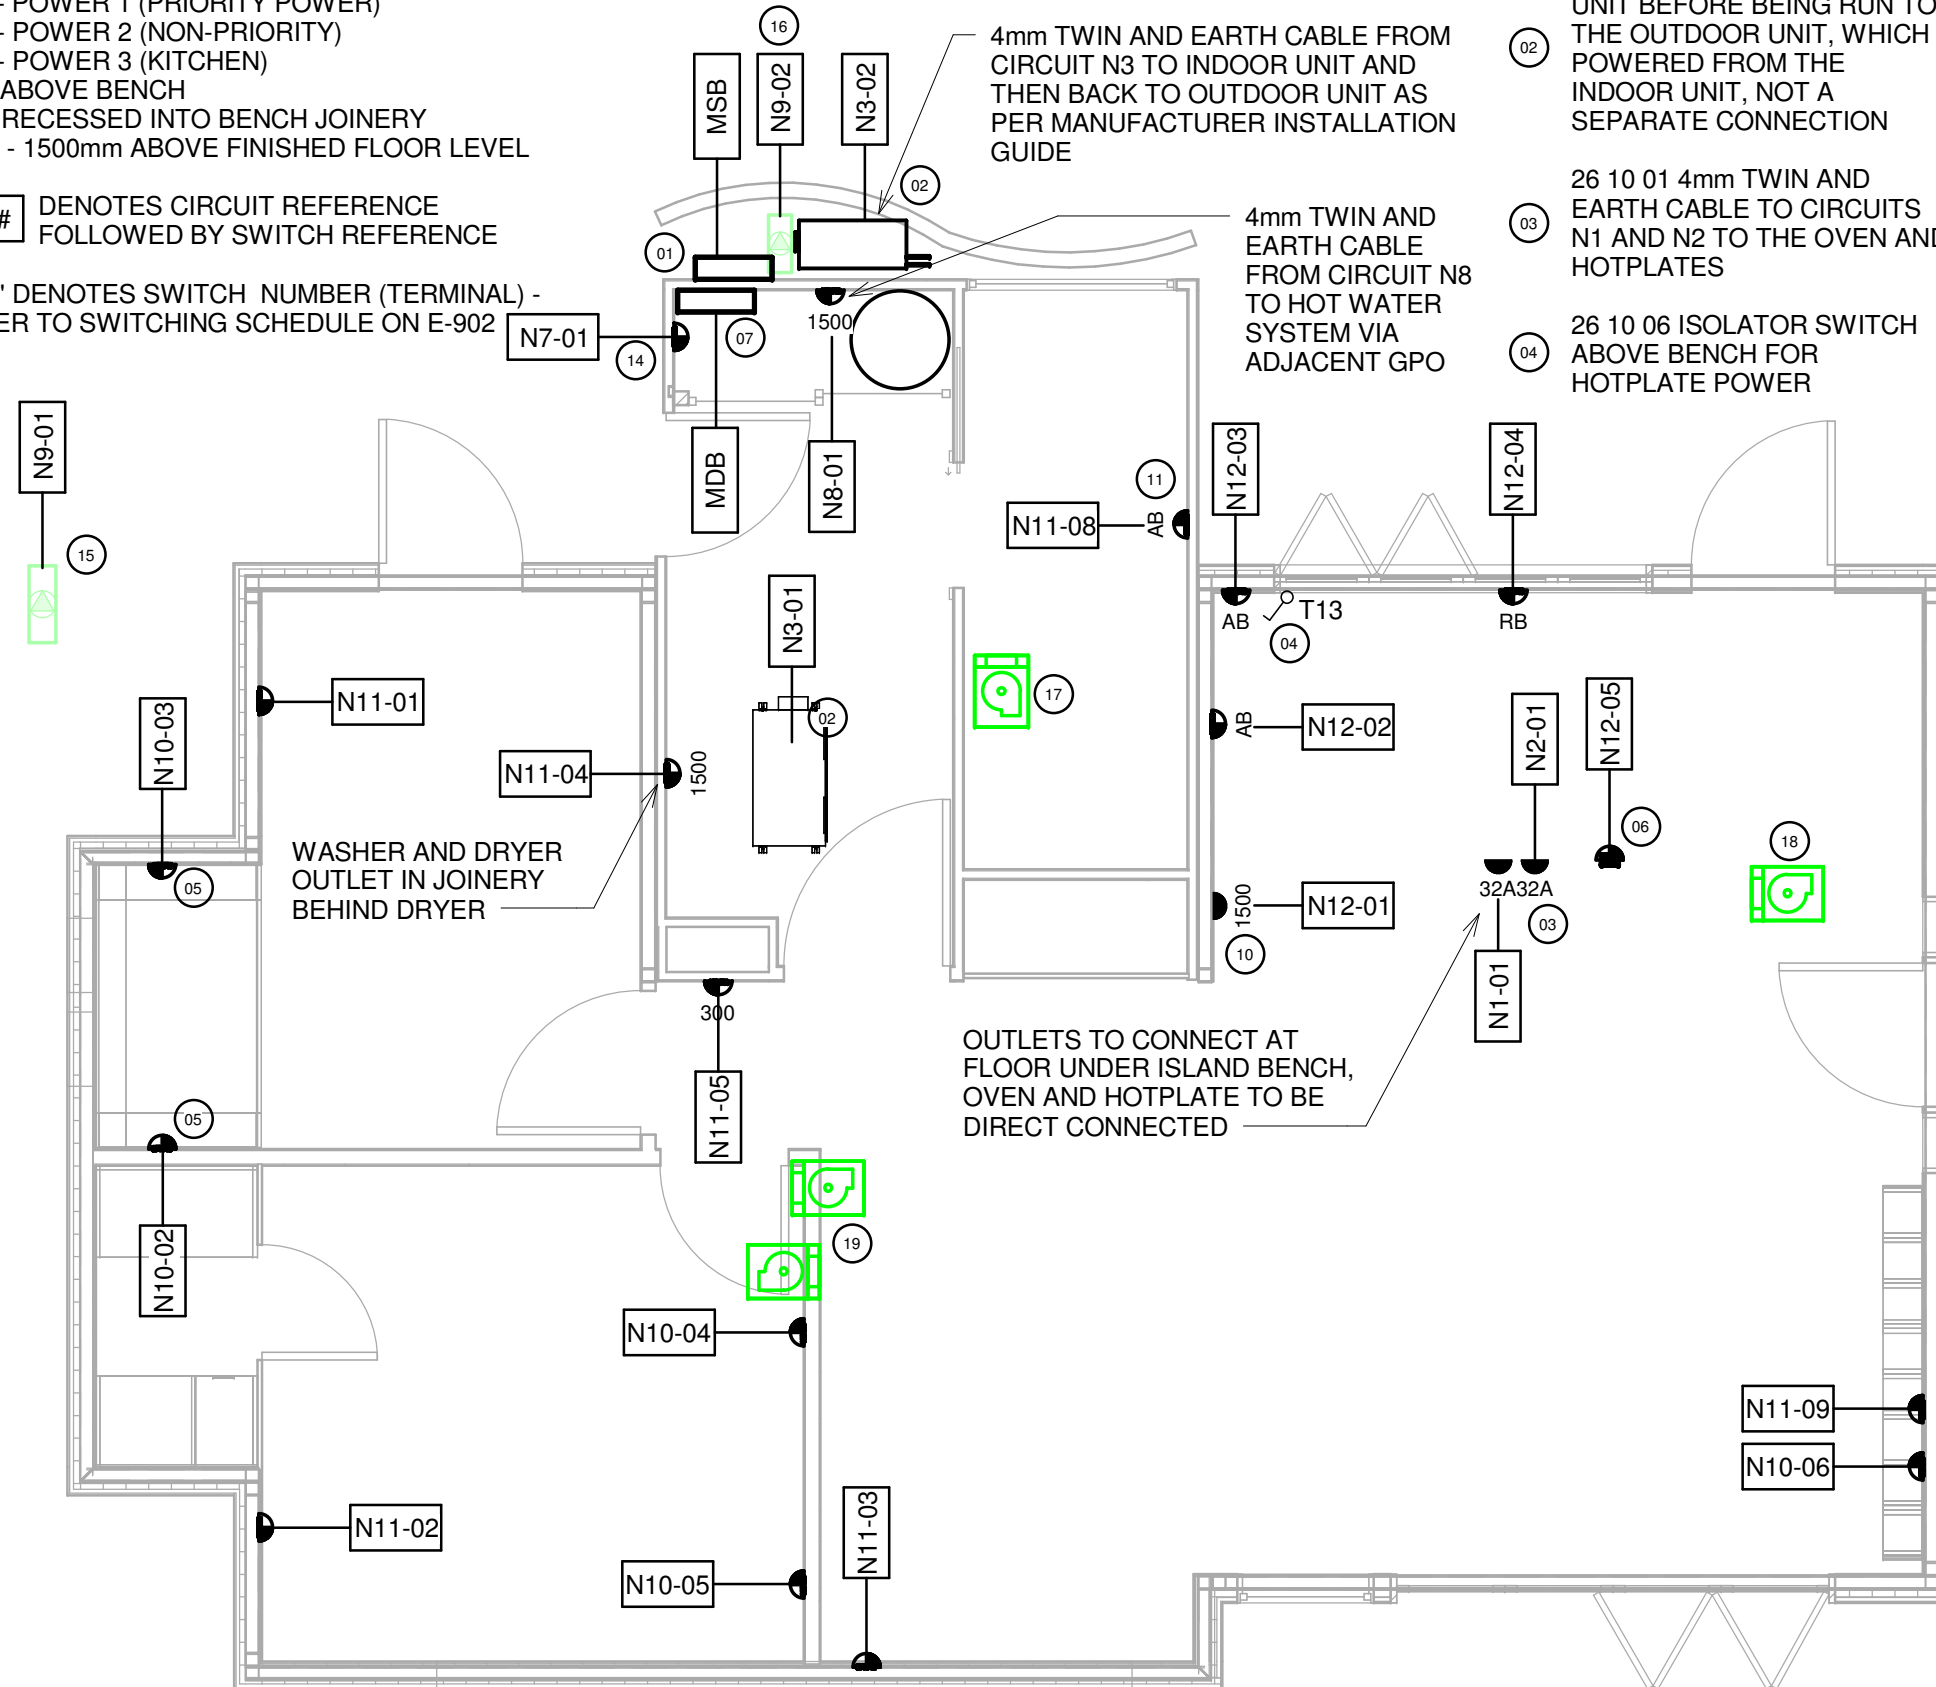 - POWER 1 (PRIORITY POWER)
- POWER 2 (NON-PRIORITY)
- POWER 3 (KITCHEN)
ABOVE BENCH
RECESSED INTO BENCH JOINERY
- 1500mm ABOVE FINISHED FLOOR LEVEL
# DENOTES CIRCUIT REFERENCE
FOLLOWED BY SWITCH REFERENCE
' DENOTES SWITCH NUMBER (TERMINAL) -
ER TO SWITCHING SCHEDULE ON E-902
16
MSB
N9-02
N3-02
4mm TWIN AND EARTH CABLE FROM
CIRCUIT N3 TO INDOOR UNIT AND
THEN BACK TO OUTDOOR UNIT AS
PER MANUFACTURER INSTALLATION
GUIDE
02
UNIT BEFORE BEING RUN TO
THE OUTDOOR UNIT, WHICH
POWERED FROM THE
INDOOR UNIT, NOT A
SEPARATE CONNECTION
02
26 10 01 4mm TWIN AND
EARTH CABLE TO CIRCUITS
N1 AND N2 TO THE OVEN AND
HOTPLATES
03
26 10 06 ISOLATOR SWITCH
ABOVE BENCH FOR
HOTPLATE POWER
04
4mm TWIN AND
EARTH CABLE
FROM CIRCUIT N8
TO HOT WATER
SYSTEM VIA
ADJACENT GPO
01
N7-01
14
07
1500
MDB
N8-01
N9-01
15
N11-08
11
AB
N12-03
AB
N12-04
RB
T13
04
N11-01
N10-03
05
N11-04
1500
N3-01
02
17
N12-02
AB
N2-01
N12-05
06
18
WASHER AND DRYER
OUTLET IN JOINERY
BEHIND DRYER
32A 32A
03
N12-01
1500
10
N1-01
300
N11-05
OUTLETS TO CONNECT AT
FLOOR UNDER ISLAND BENCH,
OVEN AND HOTPLATE TO BE
DIRECT CONNECTED
05
N10-02
19
N10-04
N11-09
N10-06
N11-02
N10-05
N11-03